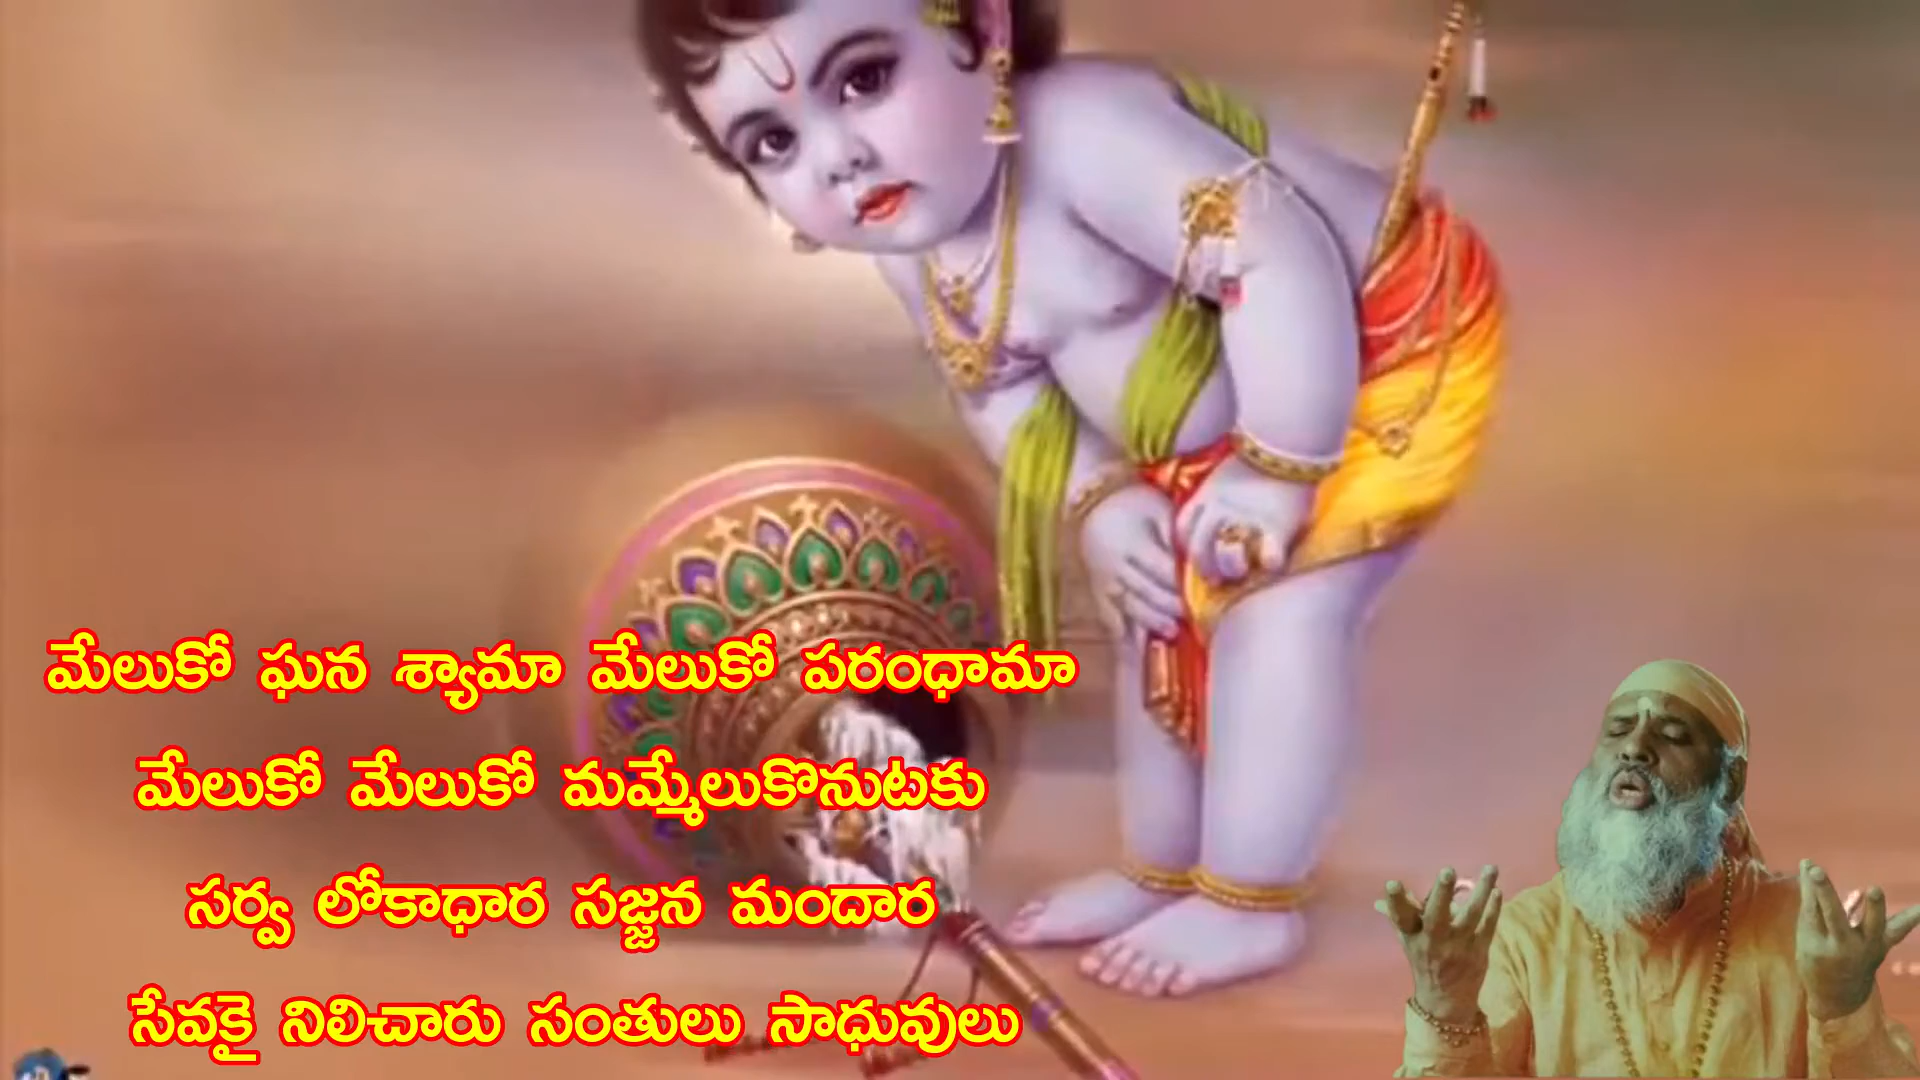 మేలుకో ఘన శ్యామా మేలుకో పరంధామా
మేలుకో మేలుకో మమ్మేలుకొనుటకు
సర్వ లోకాధార సజ్జన మందార
సేవకై నిలిచారు సంతులు సాధువులు